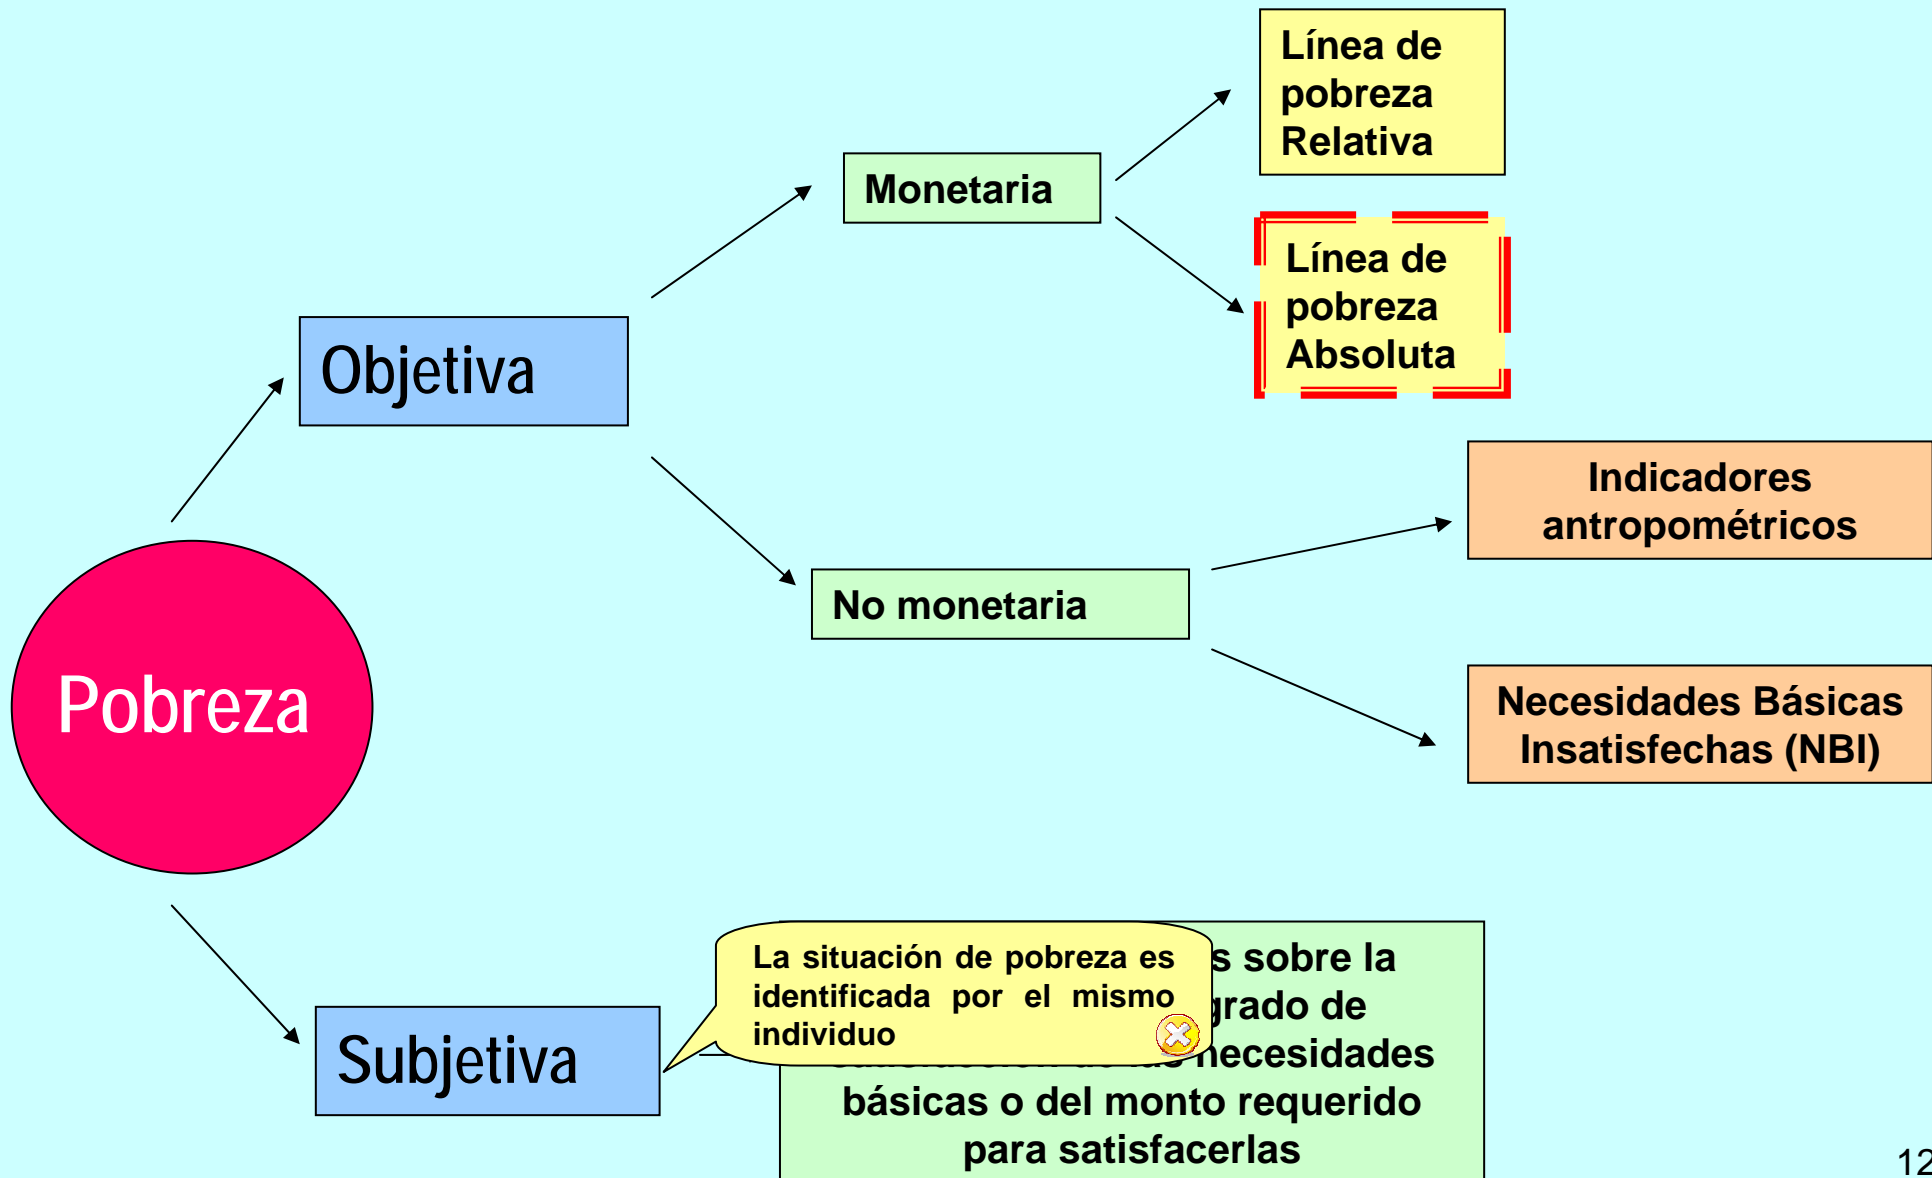 Línea de
pobreza
Relativa
Monetaria
Línea de
pobreza
Absoluta
Objetiva
Indicadores
antropométricos
No monetaria
Necesidades Básicas
Insatisfechas (NBI)
Pobreza
La situación de pobreza es
identificada por el mismo
individuo
sobre la
grado de
necesidades
básicas o del monto requerido
para satisfacerlas
Subjetiva
12